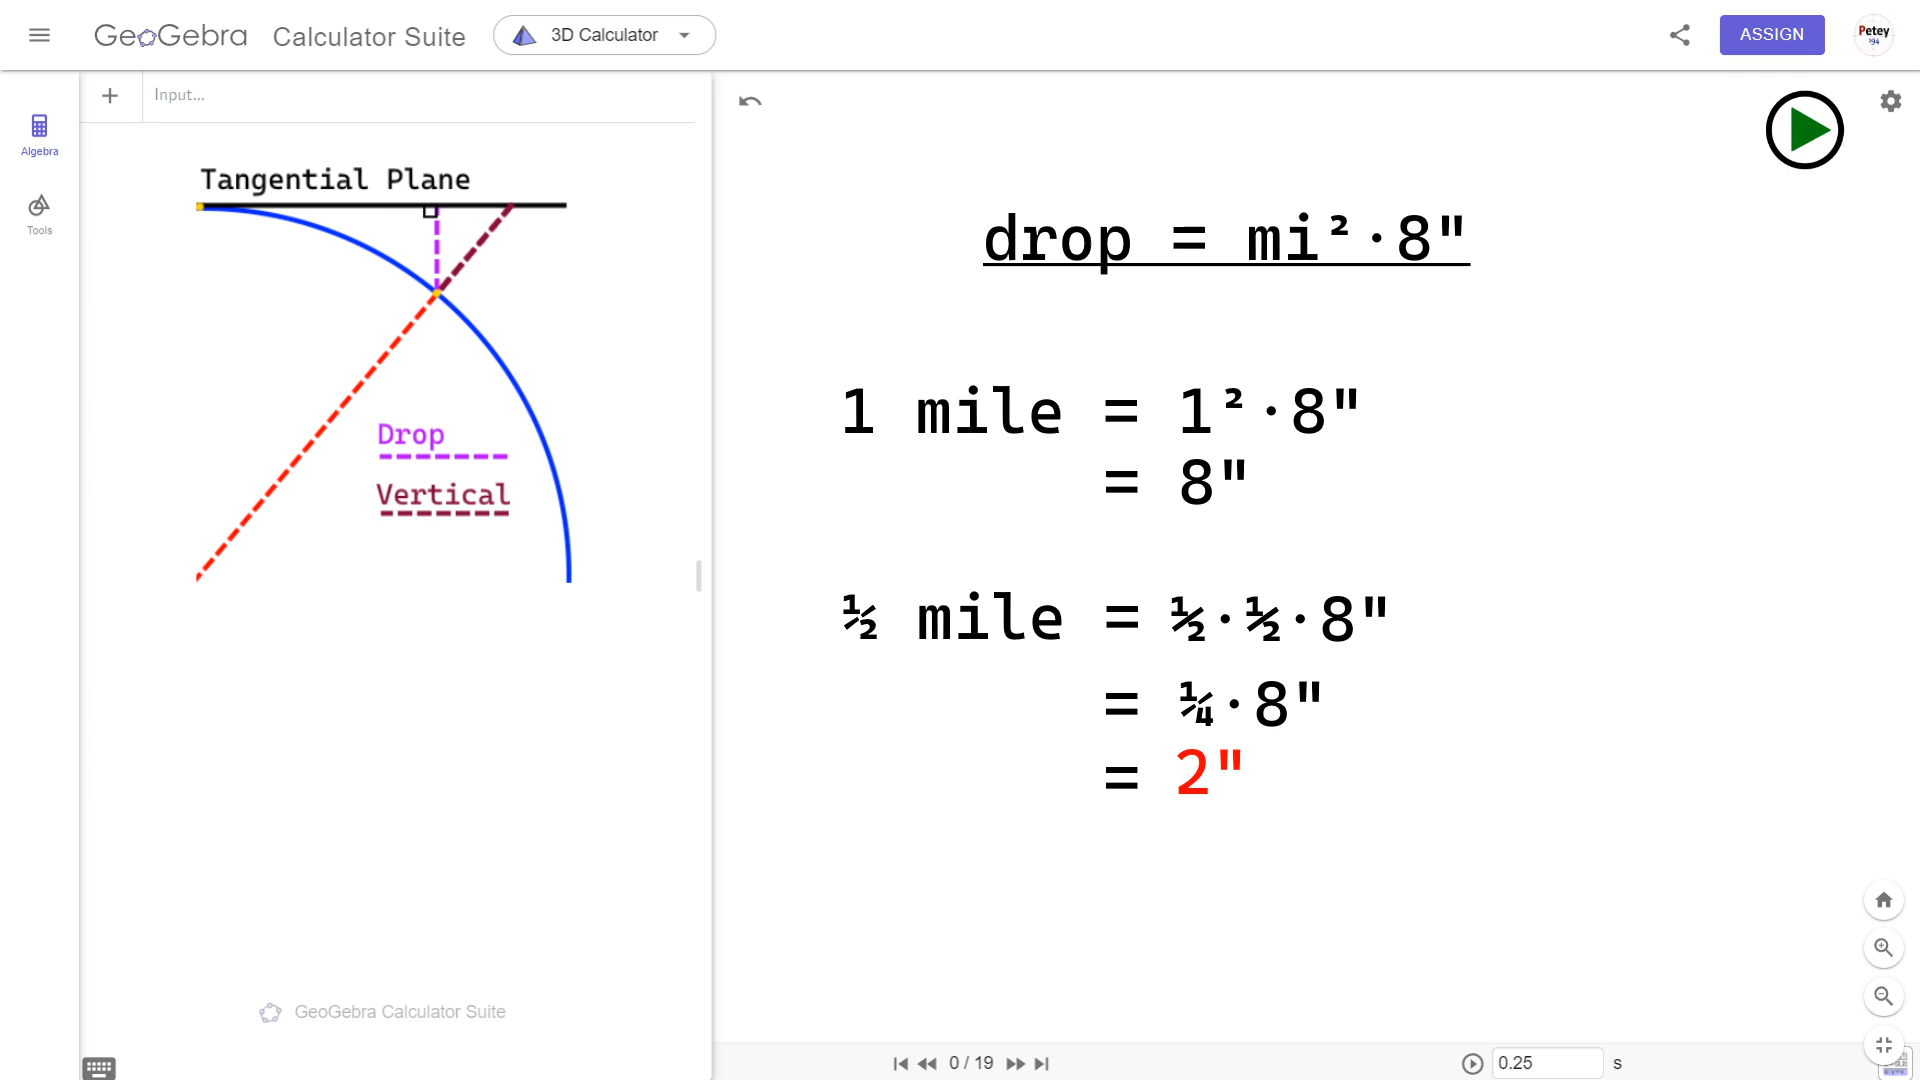 GeoGebra Calculator Suite 3D Calculator ASSIGN Petey '94
Input...
Algebra
Tools
Tangential Plane
Drop
Vertical
drop = mi²·8"
1 mile = 1²·8"
= 8"
½ mile = ½·½·8"
= ¼·8"
= 2"
GeoGebra Calculator Suite
0 / 19 0.25 s